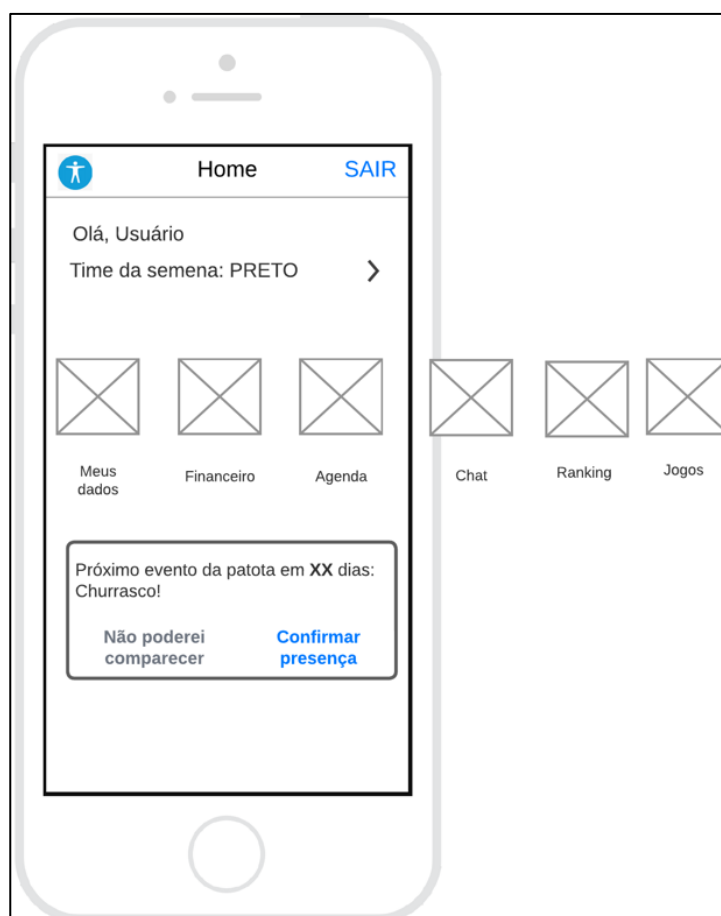 Home SAIR
Olá, Usuário
Time da semena: PRETO
Meus
dados
Financeiro
Agenda
Chat
Ranking
Jogos
Próximo evento da patota em XX dias:
Churrasco!
Não poderei
comparecer
Confirmar
presença